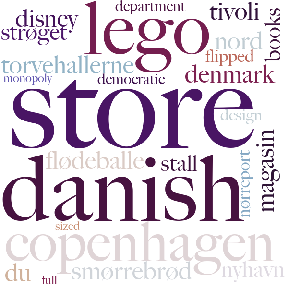 department
disney
lego
tivoli
books
strøget
nord
flipped
torvehallerne
denmark
monopoly
democratic
store
design
flødeballe
stall
magasin
danish
nørreport
sized
copenhagen
du
smørrebrød
nyhavn
full